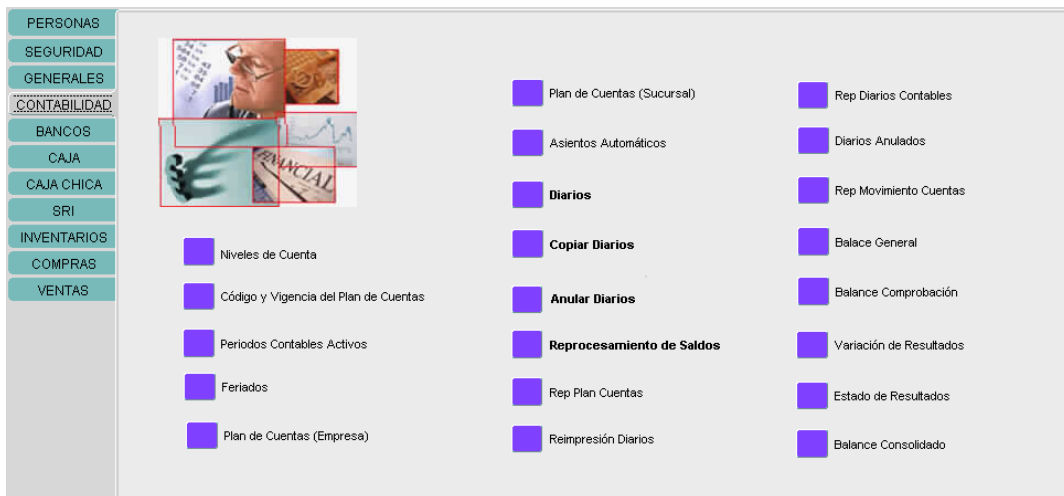 PERSONAS
SEGURIDAD
GENERALES
CONTABILIDAD
BANCOS
CAJA
CAJA CHICA
SRI
INVENTARIOS
COMPRAS
VENTAS
FINANCIAL
Niveles de Cuenta
Código y Vigencia del Plan de Cuentas
Periodos Contables Activos
Feriados
Plan de Cuentas (Empresa)
Plan de Cuentas (Sucursal)
Asientos Automáticos
Diarios
Copiar Diarios
Anular Diarios
Reprocesamiento de Saldos
Rep Plan Cuentas
Reimpresión Diarios
Rep Diarios Contables
Diarios Anulados
Rep Movimiento Cuentas
Balace General
Balance Comprobación
Variación de Resultados
Estado de Resultados
Balance Consolidado